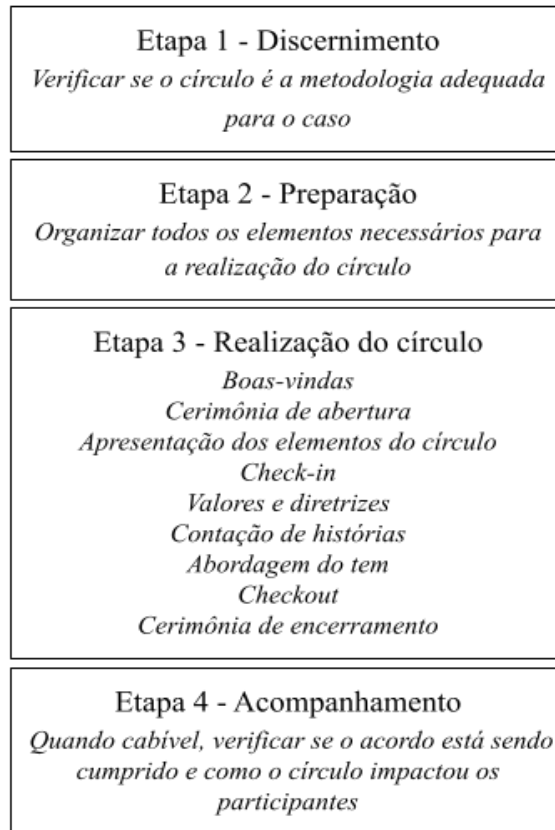 Etapa 1 - Discernimento
Verificar se o círculo é a metodologia adequada
para o caso
Etapa 2 - Preparação
Organizar todos os elementos necessários para
a realização do círculo
Etapa 3 - Realização do círculo
Boas-vindas
Cerimônia de abertura
Apresentação dos elementos do círculo
Check-in
Valores e diretrizes
Contação de histórias
Abordagem do tem
Checkout
Cerimônia de encerramento
Etapa 4 - Acompanhamento
Quando cabível, verificar se o acordo está sendo
cumprido e como o círculo impactou os
participantes